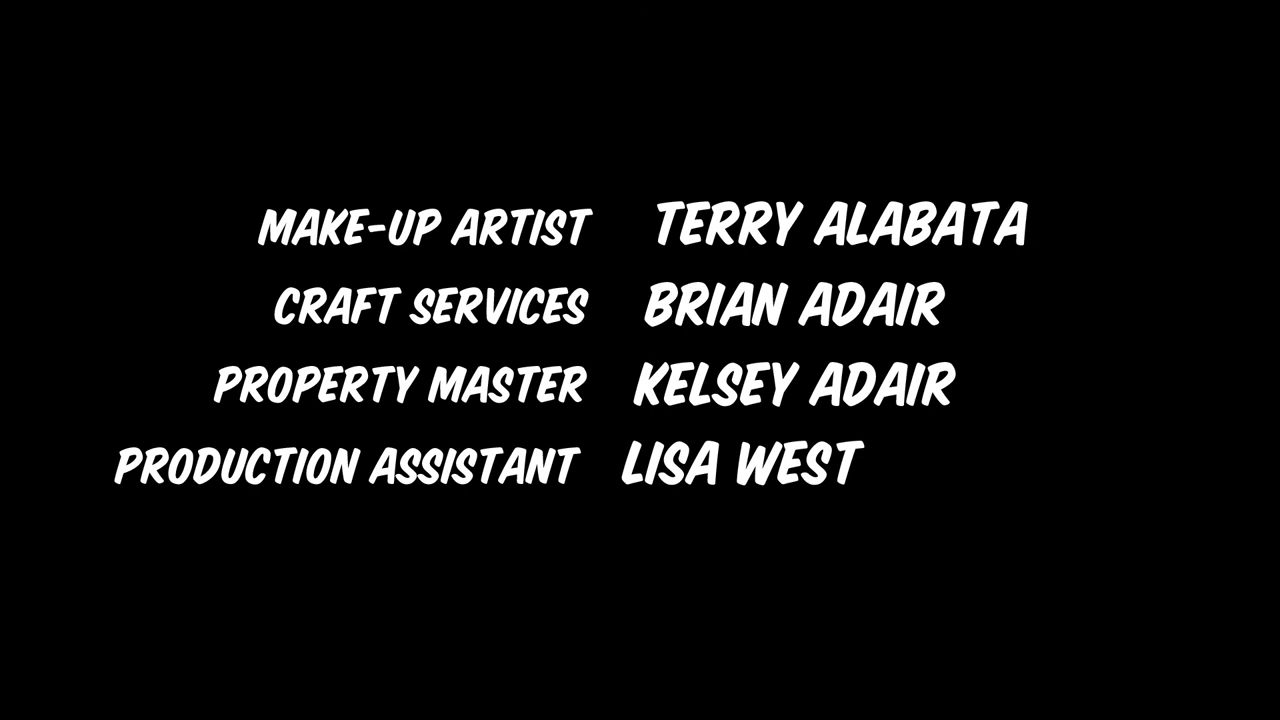 MAKE-UP ARTIST TERRY ALABATA
CRAFT SERVICES BRIAN ADAIR
PROPERTY MASTER KELSEY ADAIR
PRODUCTION ASSISTANT LISA WEST